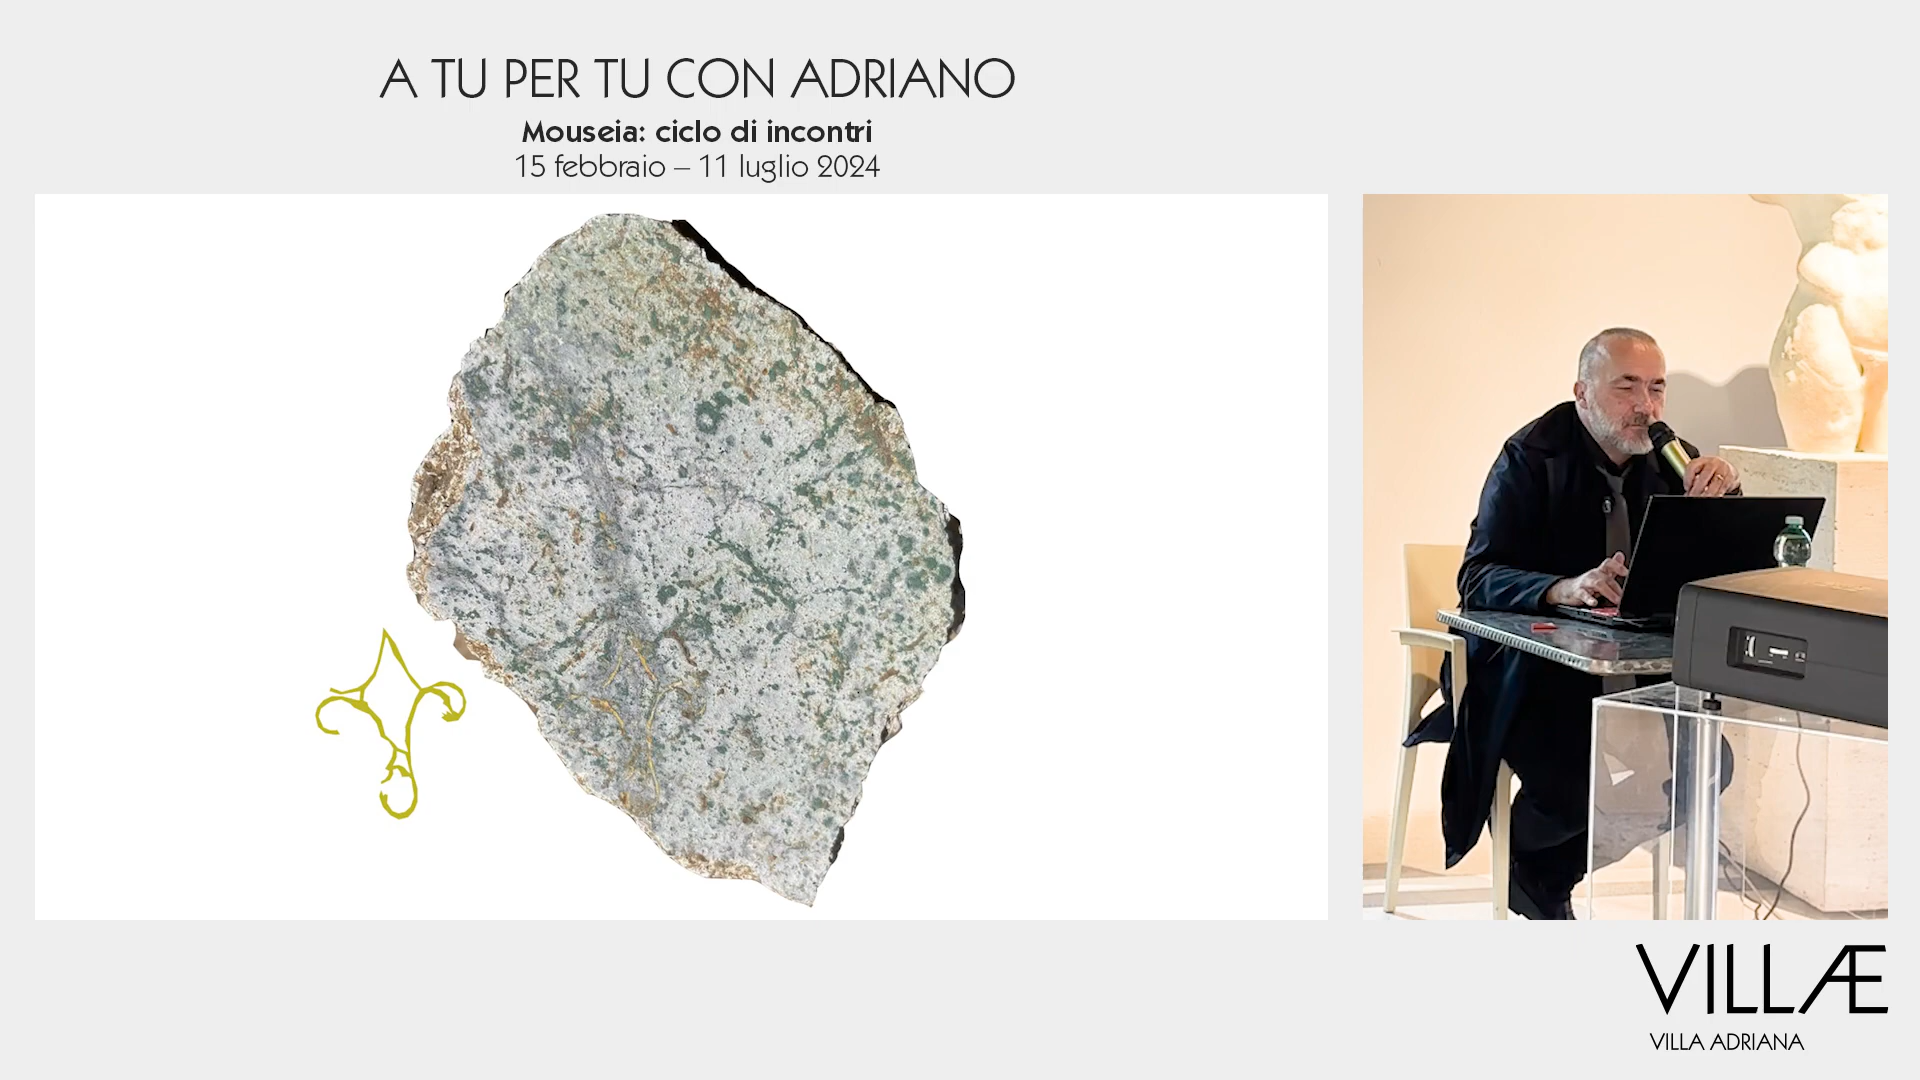 A TU PER TU CON ADRIANO
Mouseia: ciclo di incontri
15 febbraio – 11 luglio 2024
VILLÆ
VILLA ADRIANA